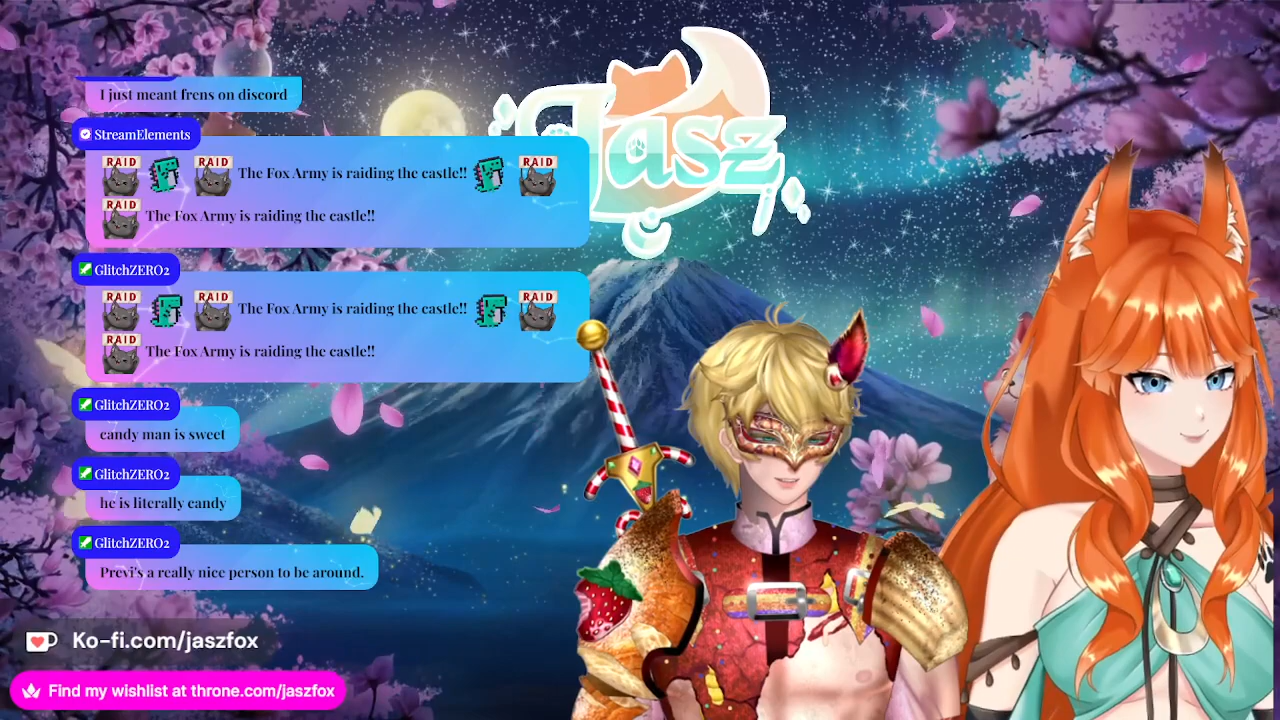 Jasz
I just meant frens on discord
StreamElements
RAID RAID The Fox Army is raiding the castle!! RAID
RAID The Fox Army is raiding the castle!!
GlitchZERO2
RAID RAID The Fox Army is raiding the castle!! RAID
RAID The Fox Army is raiding the castle!!
GlitchZERO2
candy man is sweet
GlitchZERO2
he is literally candy
GlitchZERO2
Previ's a really nice person to be around.
Ko-fi.com/jaszfox
Find my wishlist at throne.com/jaszfox